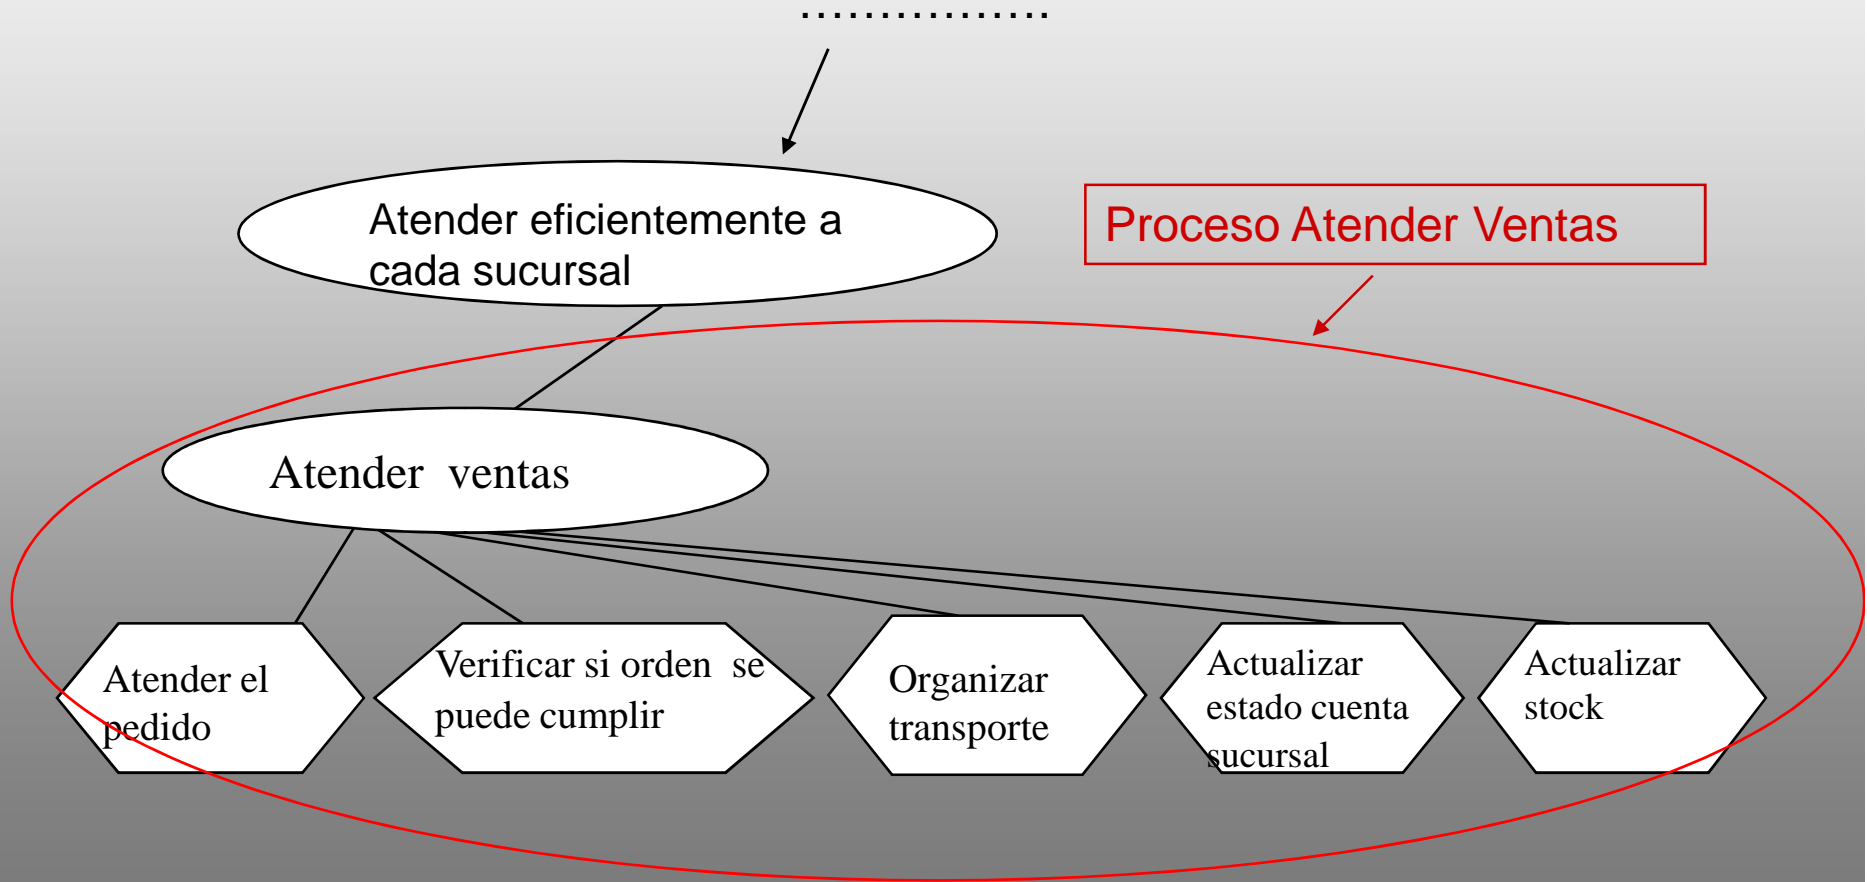 ................
Atender eficientemente a
cada sucursal
Proceso Atender Ventas
Atender ventas
Atender el
pedido
Verificar si orden se
puede cumplir
Organizar
transporte
Actualizar
estado cuenta
sucursal
Actualizar
stock